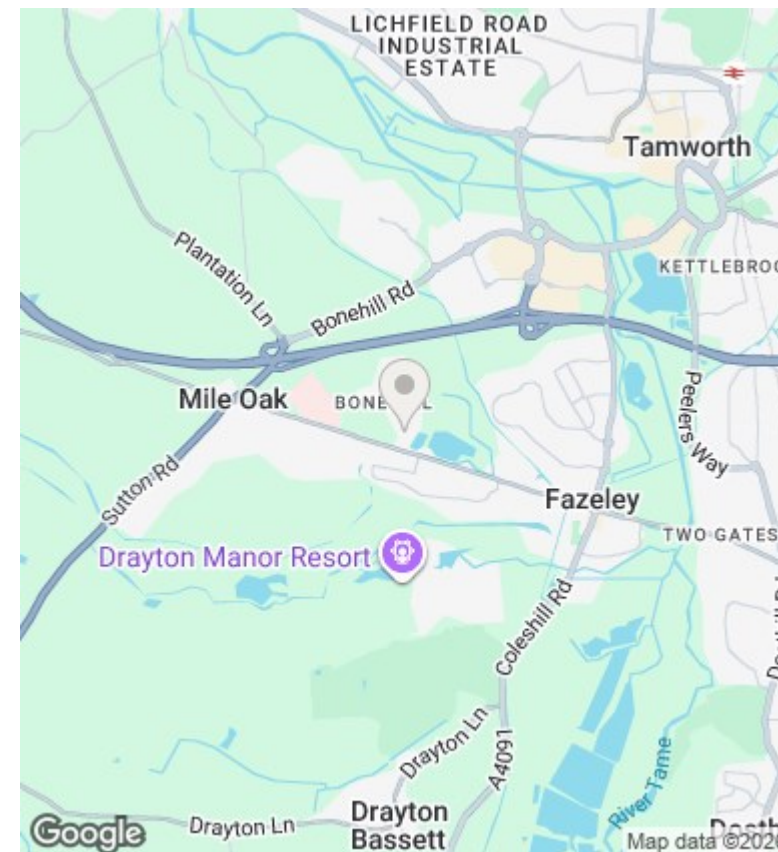 LICHFIELD ROAD
INDUSTRIAL
ESTATE
Tamworth
Plantation Ln
KETTLEBROO
Bonehill Rd
Mile Oak
Peelers Way
Sutton Rd
Fazeley
TWO GATES
Drayton Manor Resort
Coleshill Rd
Drayton Ln
A4091
River Tame
Drayton
Bassett
Drayton Ln
Google
Map data ©202